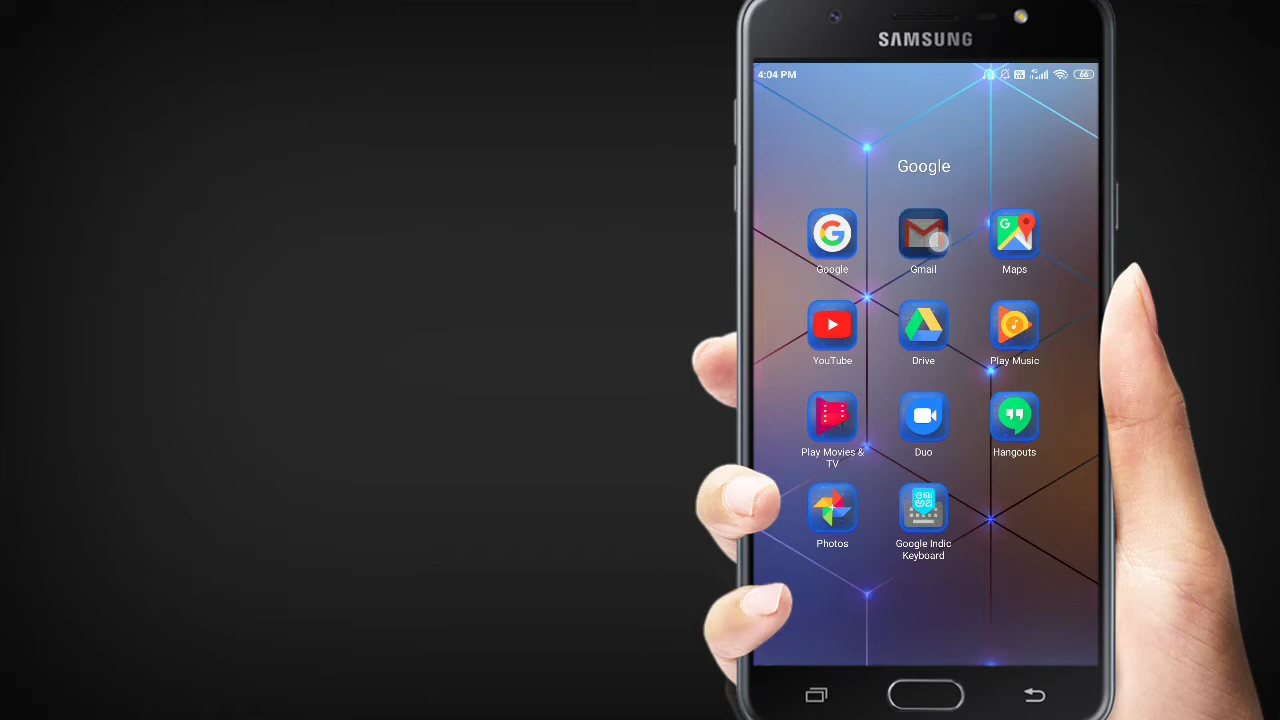 SAMSUNG
4:04 PM
66
Google
Google
Gmail
Maps
YouTube
Drive
Play Music
Play Movies &
TV
Duo
Hangouts
Photos
Google Indic
Keyboard